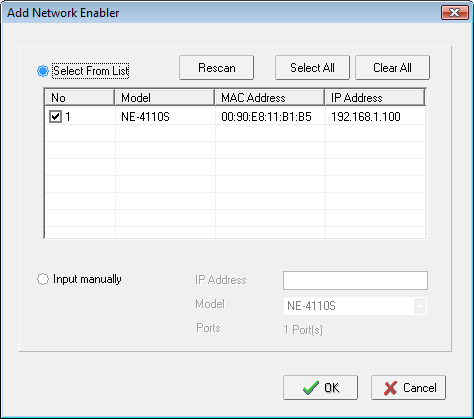 Add Network Enabler
Select From List
Rescan
Select All
Clear All
No Model MAC Address IP Address
1 NE-4110S 00:90:E8:11:B1:B5 192.168.1.100
Input manually
IP Address
Model NE-4110S
Ports 1 Port(s)
OK
Cancel